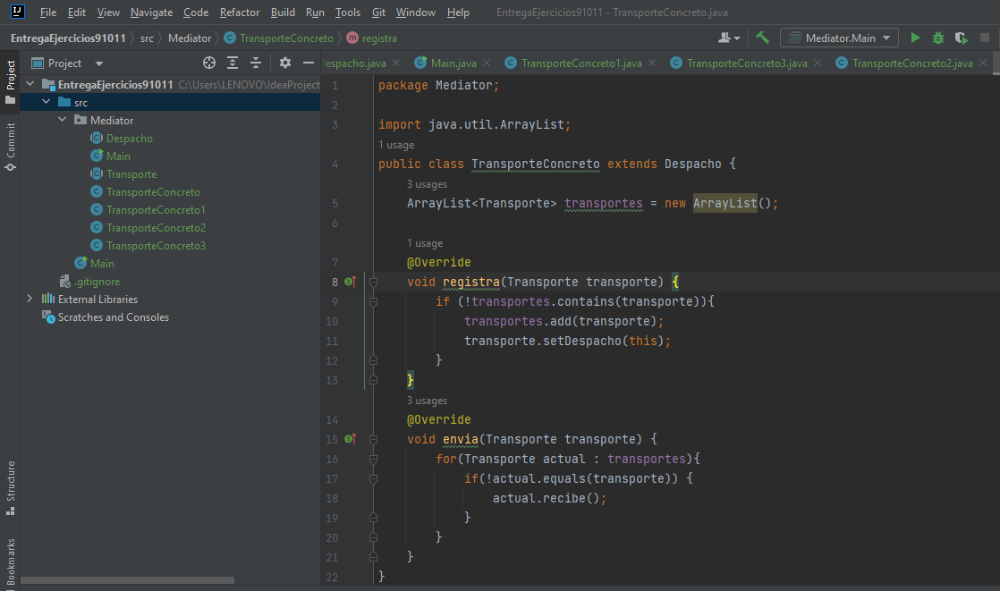 File Edit View Navigate Code Refactor Build Run Tools Git Window Help EntregaEjercicios91011 - TransporteConcreto.java
EntregaEjercicios91011 src Mediator TransporteConcreto registra Mediator.Main
Project espacho.java Main.java TransporteConcreto1.java TransporteConcreto3.java TransporteConcreto2.java
Project
Commit
Structure
Bookmarks
EntregaEjercicios91011 C:\Users\LENOVO\IdeaProject
src
Mediator
Despacho
Main
Transporte
TransporteConcreto
TransporteConcreto1
TransporteConcreto2
TransporteConcreto3
Main
.gitignore
External Libraries
Scratches and Consoles
1 package Mediator;
2
3 import java.util.ArrayList;
1 usage
4 public class TransporteConcreto extends Despacho {
3 usages
5 ArrayList<Transporte> transportes = new ArrayList();
6
1 usage
7 @Override
8 void registra(Transporte transporte) {
9 if (!transportes.contains(transporte)){
10 transportes.add(transporte);
11 transporte.setDespacho(this);
12 }
13 }
3 usages
14 @Override
15 void envia(Transporte transporte) {
16 for(Transporte actual : transportes){
17 if(!actual.equals(transporte)) {
18 actual.recibe();
19 }
20 }
21 }
22 }